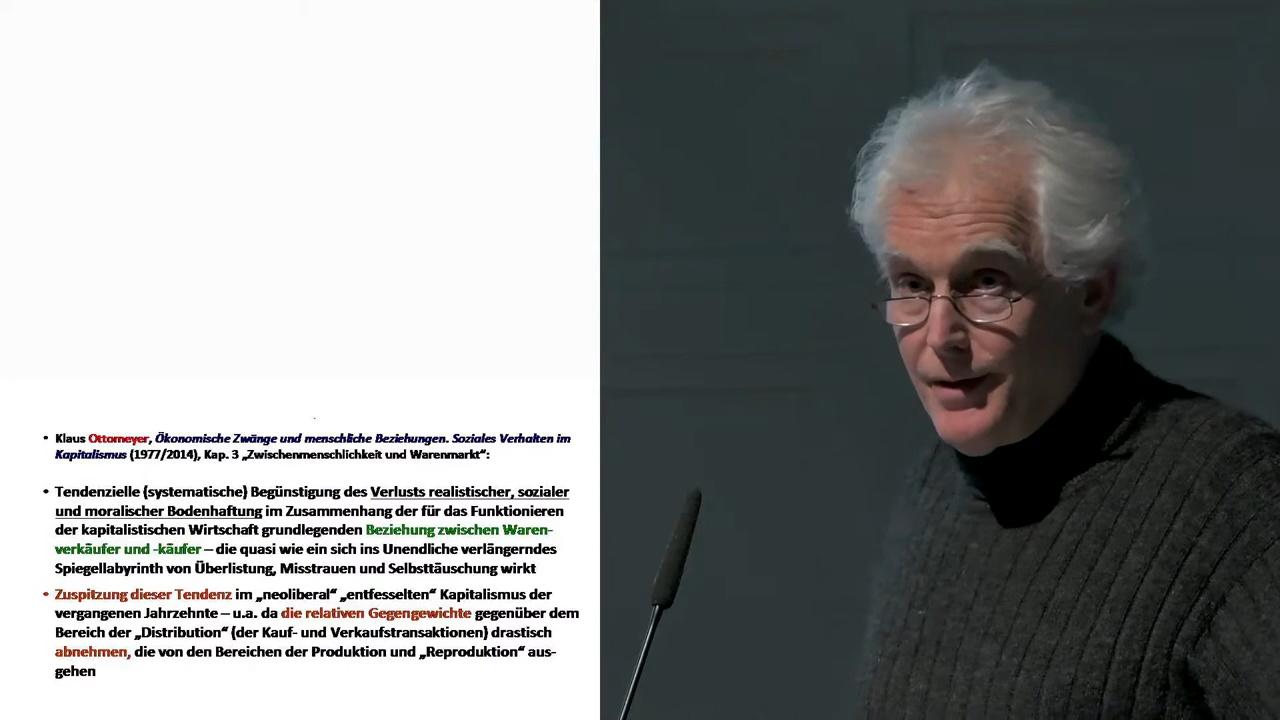 • Klaus Ottomeyer, Ökonomische Zwänge und menschliche Beziehungen. Soziales Verhalten im
Kapitalismus (1977/2014), Kap. 3 „Zwischenmenschlichkeit und Warenmarkt“:
• Tendenzielle (systematische) Begünstigung des Verlusts realistischer, sozialer
und moralischer Bodenhaftung im Zusammenhang der für das Funktionieren
der kapitalistischen Wirtschaft grundlegenden Beziehung zwischen Waren-
verkäufer und -käufer – die quasi wie ein sich ins Unendliche verlängerndes
Spiegellabyrinth von Überlistung, Misstrauen und Selbsttäuschung wirkt
• Zuspitzung dieser Tendenz im „neoliberal“ „entfesselten“ Kapitalismus der
vergangenen Jahrzehnte – u.a. da die relativen Gegengewichte gegenüber dem
Bereich der „Distribution“ (der Kauf- und Verkaufstransaktionen) drastisch
abnehmen, die von den Bereichen der Produktion und „Reproduktion“ aus-
gehen